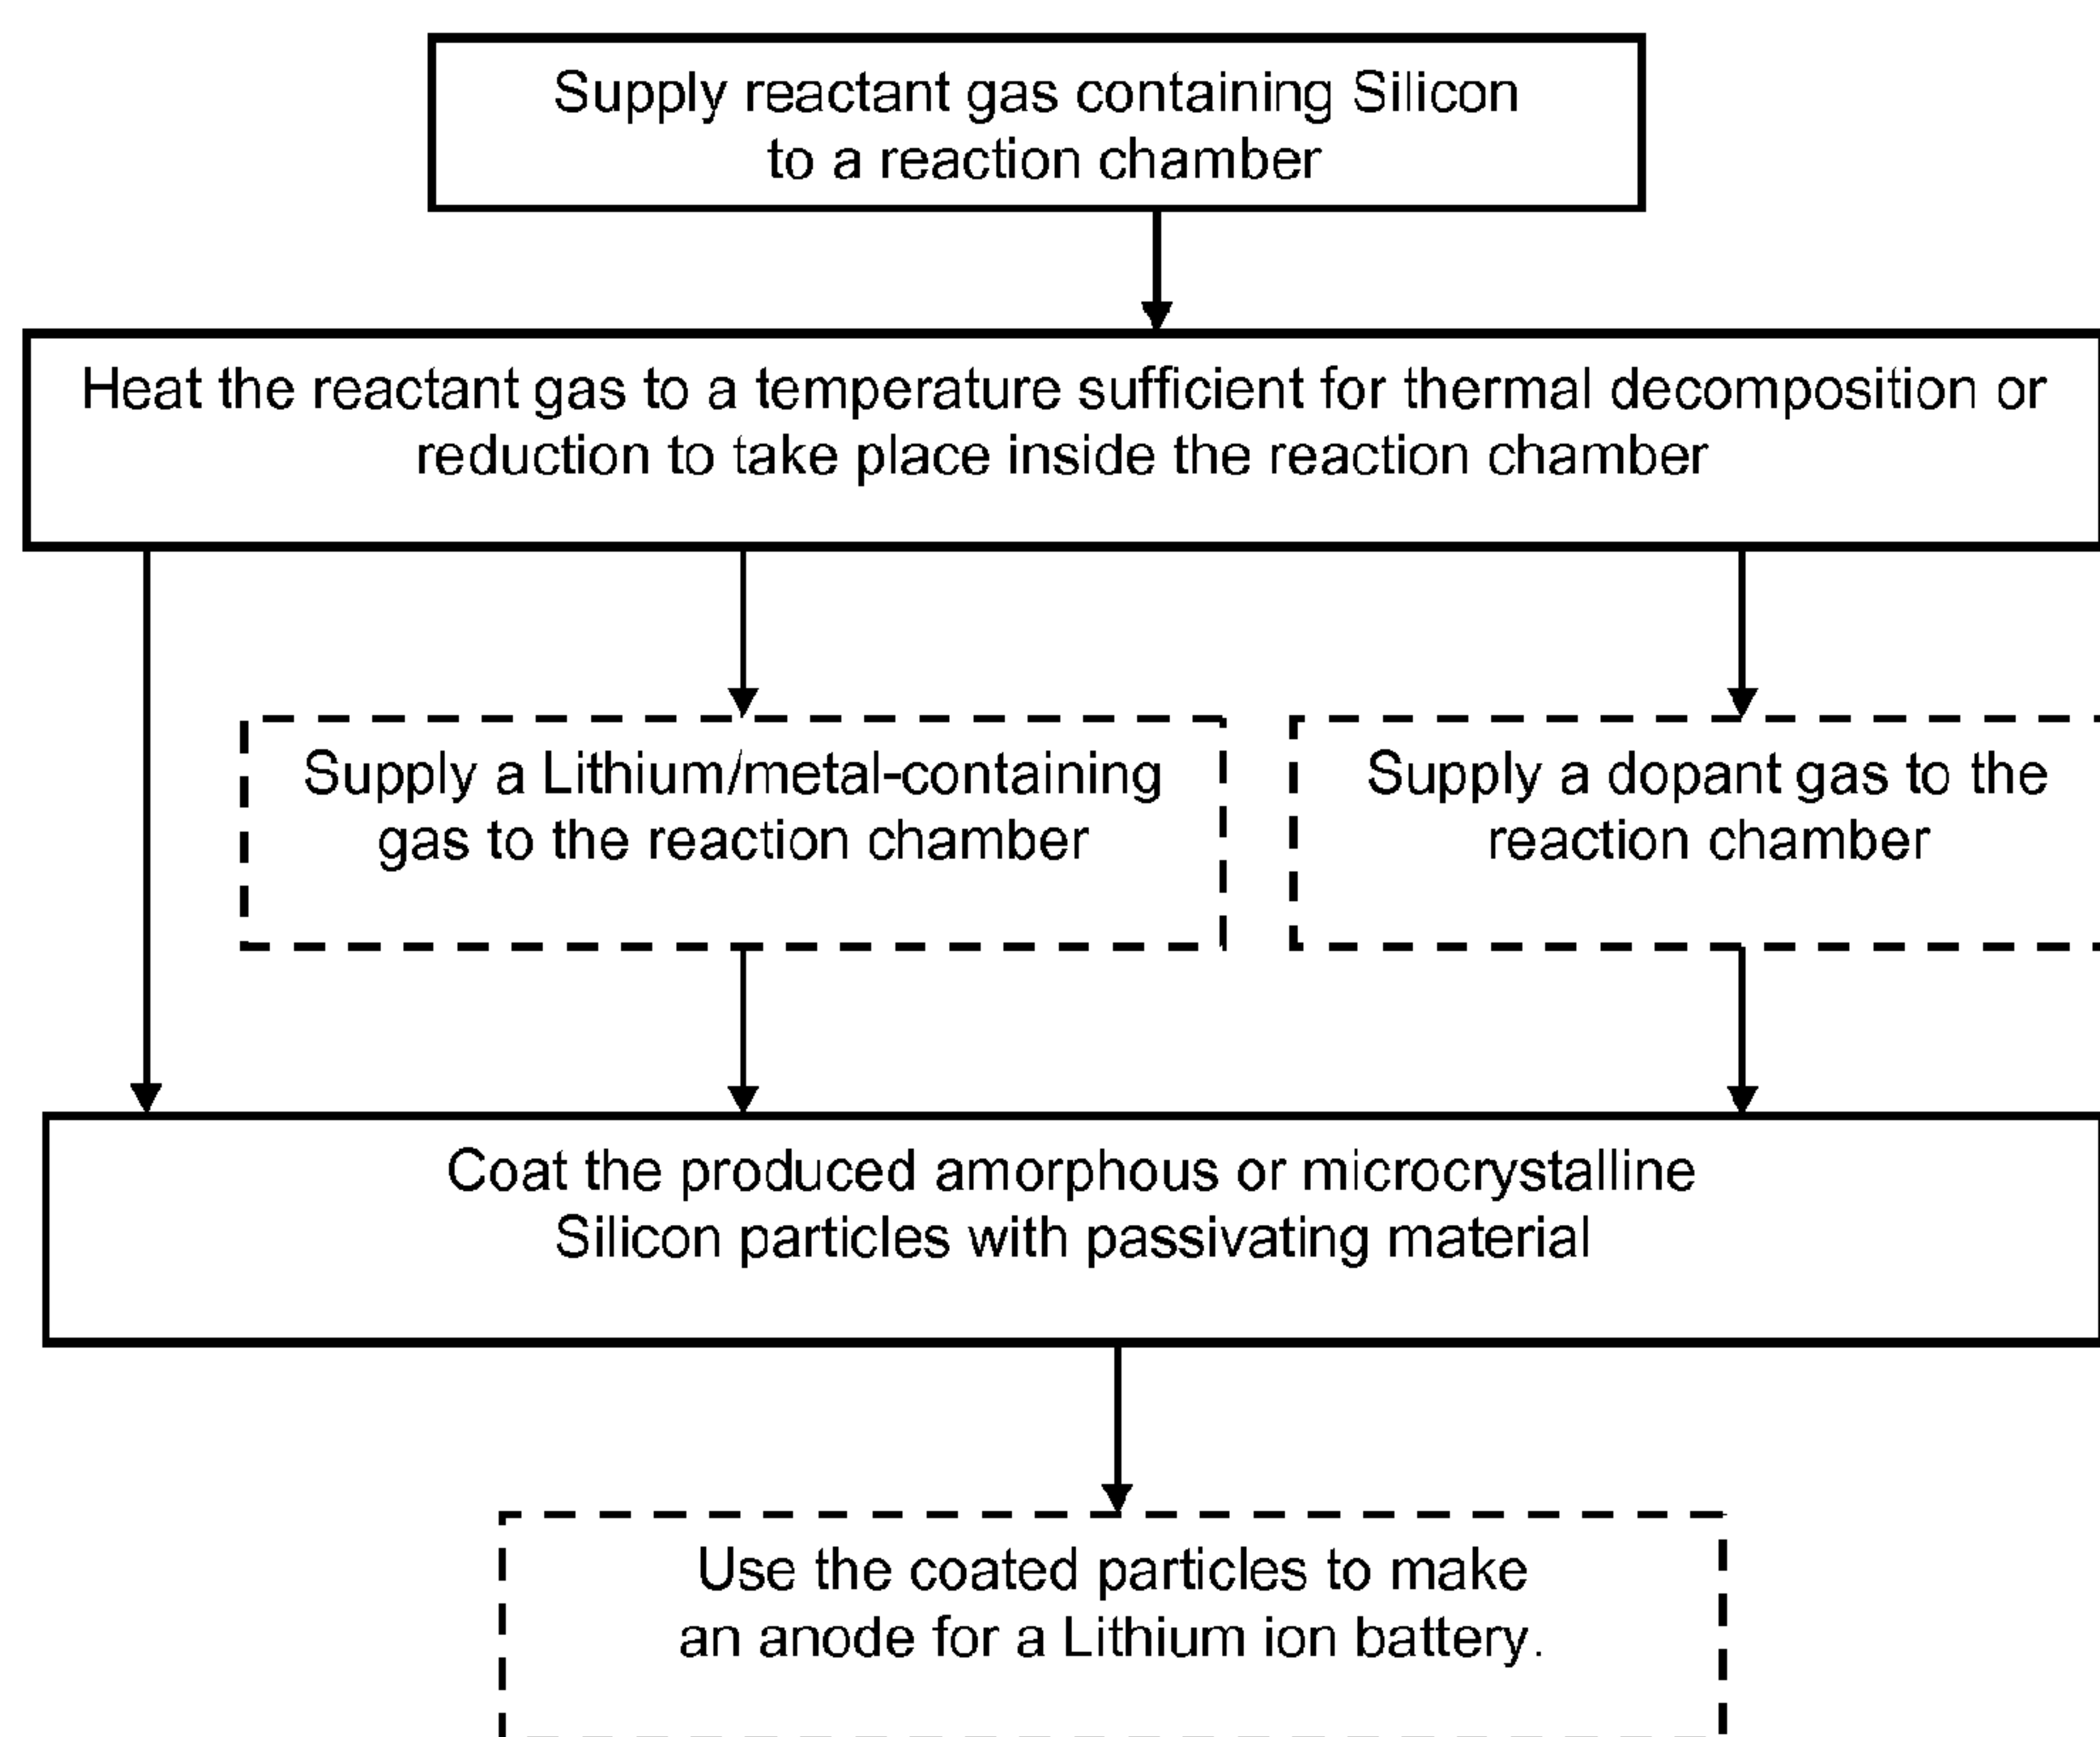 Supply reactant gas containing Silicon
to a reaction chamber
Heat the reactant gas to a temperature sufficient for thermal decomposition or
reduction to take place inside the reaction chamber
Supply a Lithium/metal-containing
gas to the reaction chamber
Supply a dopant gas to the
reaction chamber
Coat the produced amorphous or microcrystalline
Silicon particles with passivating material
Use the coated particles to make
an anode for a Lithium ion battery.